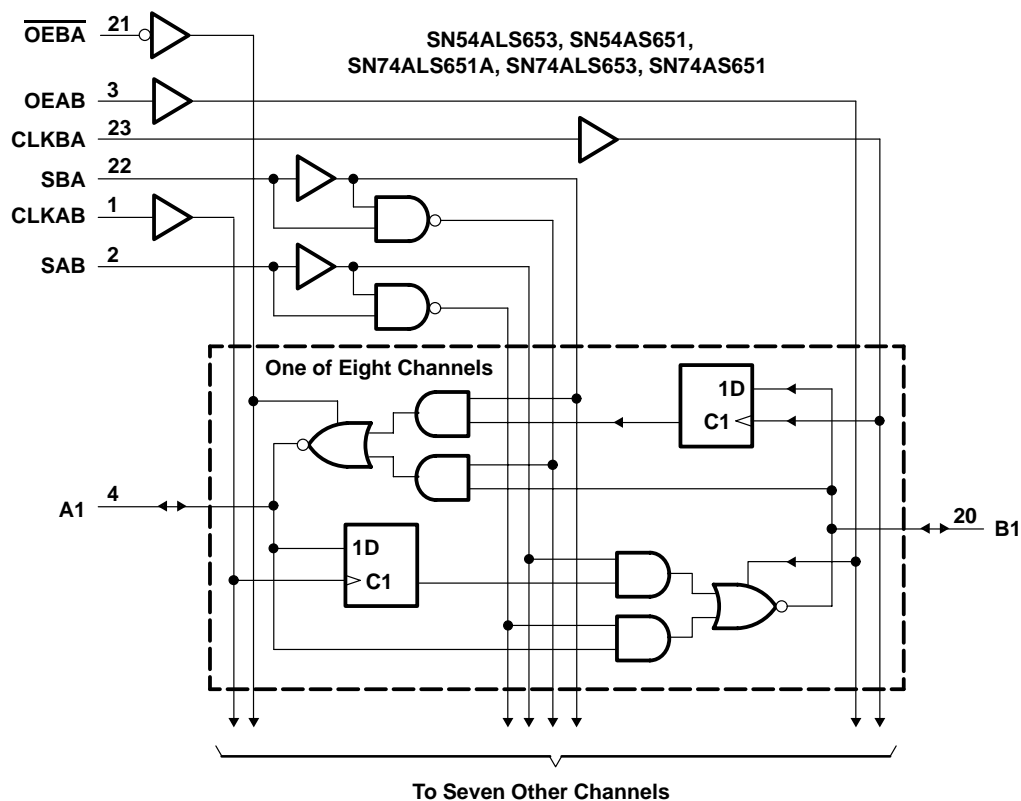 SN54ALS653, SN54AS651,
SN74ALS651A, SN74ALS653, SN74AS651
OEBA 21
OEAB 3
CLKBA 23
SBA 22
CLKAB 1
SAB 2
One of Eight Channels
1D
C1
A1 4
20 B1
1D
C1
To Seven Other Channels